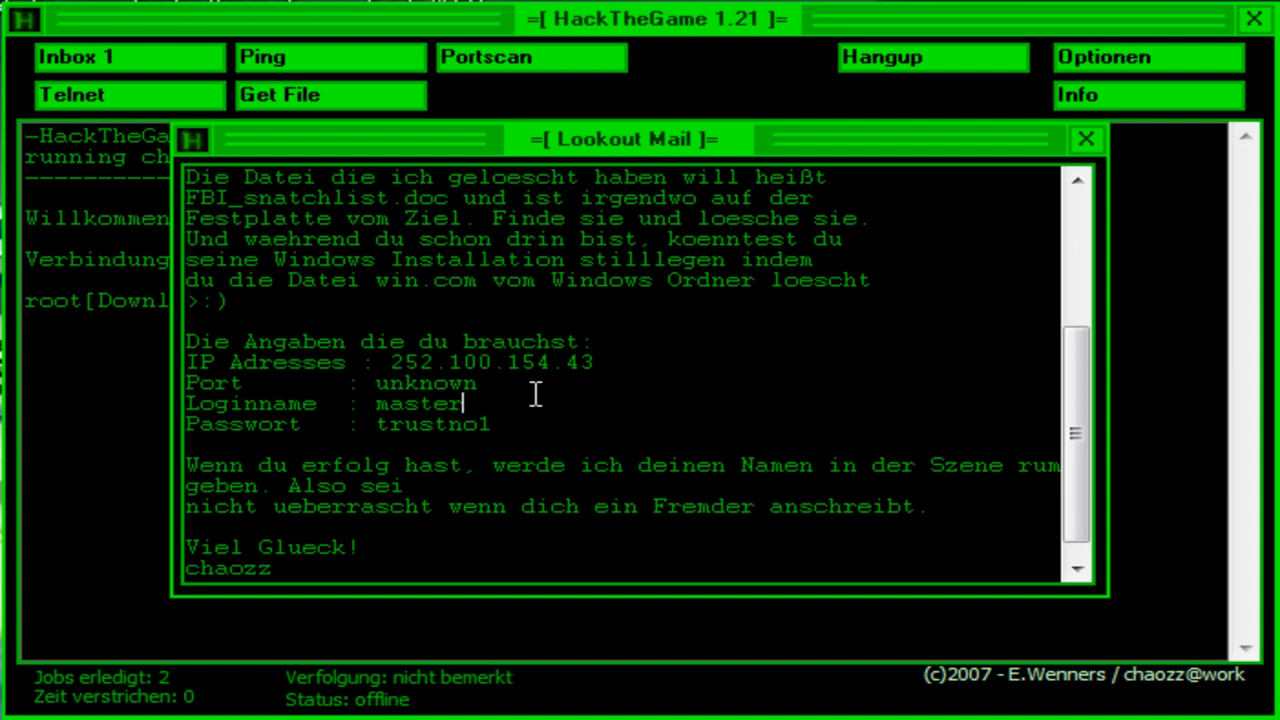 =[ HackTheGame 1.21 ]=
Inbox 1
Ping
Portscan
Hangup
Optionen
Telnet
Get File
Info
-HackTheGa
running ch
----------
Willkommen
Verbindung
root[Downl
=[ Lookout Mail ]=
Die Datei die ich geloescht haben will heißt
FBI_snatchlist.doc und ist irgendwo auf der
Festplatte vom Ziel. Finde sie und loesche sie.
Und waehrend du schon drin bist, koenntest du
seine Windows Installation stilllegen indem
du die Datei win.com vom Windows Ordner loescht
>:)
Die Angaben die du brauchst:
IP Adresses : 252.100.154.43
Port : unknown
Loginname : master
Passwort : trustno1
Wenn du erfolg hast, werde ich deinen Namen in der Szene rum
geben. Also sei
nicht ueberrascht wenn dich ein Fremder anschreibt.
Viel Glueck!
chaozz
Jobs erledigt: 2
Zeit verstrichen: 0
Verfolgung: nicht bemerkt
Status: offline
(c)2007 - E.Wenners / chaozz@work